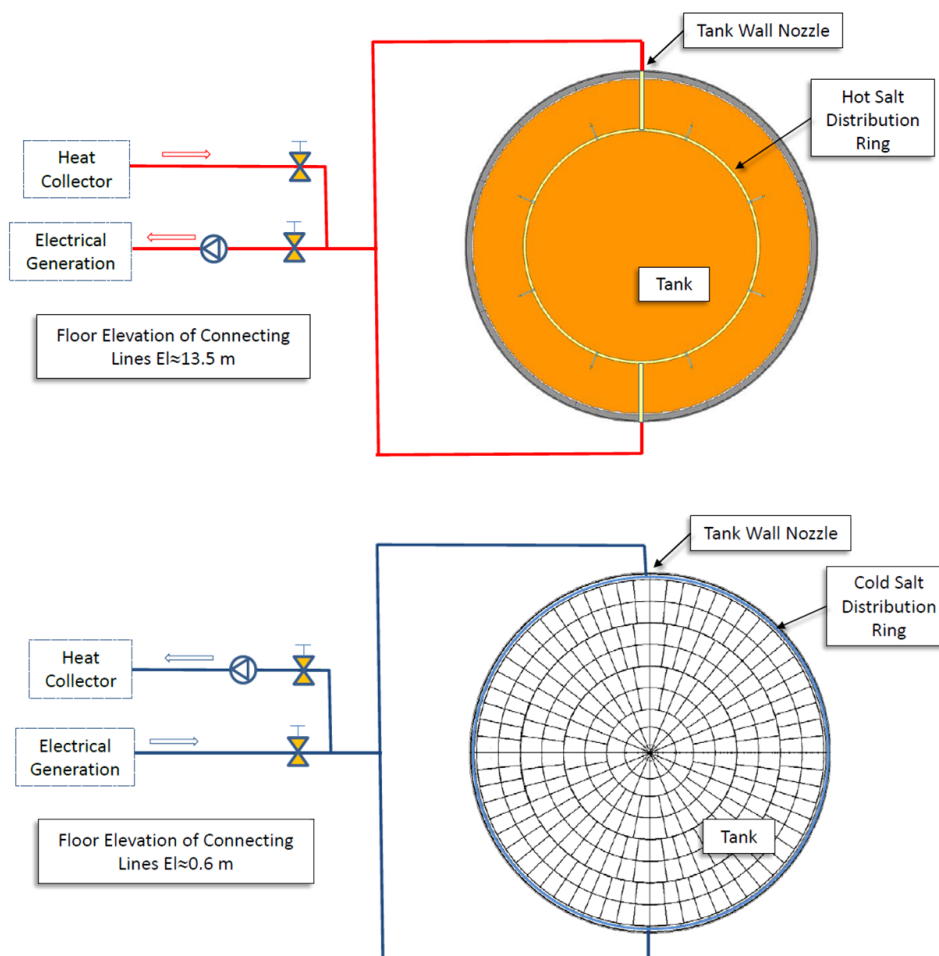 Tank Wall Nozzle
Hot Salt
Distribution
Ring
Heat
Collector
Electrical
Generation
Tank
Floor Elevation of Connecting
Lines El≈13.5 m
Tank Wall Nozzle
Cold Salt
Distribution
Ring
Heat
Collector
Electrical
Generation
Tank
Floor Elevation of Connecting
Lines El≈0.6 m